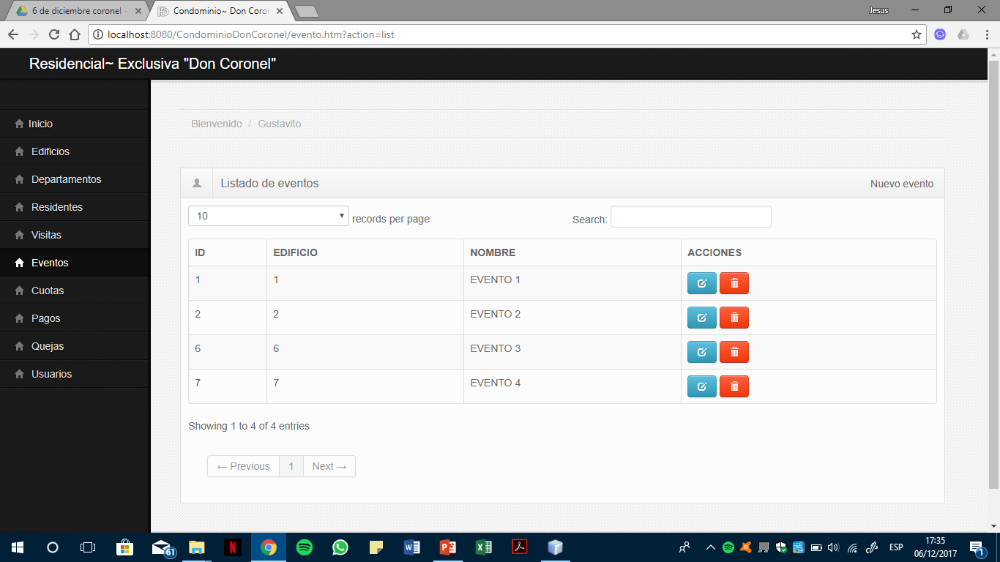 6 de diciembre coronel -
Condominio~ Don Coron
Jesus
localhost:8080/CondominioDonCoronel/evento.htm?action=list
Residencial~ Exclusiva "Don Coronel"
Inicio
Edificios
Departamentos
Residentes
Visitas
Eventos
Cuotas
Pagos
Quejas
Usuarios
Bienvenido / Gustavito
Listado de eventos Nuevo evento
10 records per page Search:
ID EDIFICIO NOMBRE ACCIONES
1 1 EVENTO 1
2 2 EVENTO 2
6 6 EVENTO 3
7 7 EVENTO 4
Showing 1 to 4 of 4 entries
← Previous 1 Next →
61
ESP
17:35
06/12/2017
1